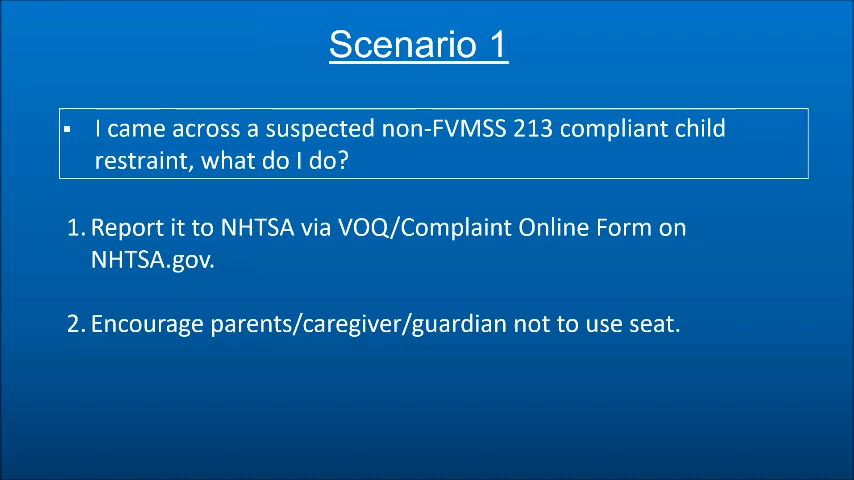 Scenario 1
▪ I came across a suspected non-FVMSS 213 compliant child
restraint, what do I do?
1. Report it to NHTSA via VOQ/Complaint Online Form on
NHTSA.gov.
2. Encourage parents/caregiver/guardian not to use seat.